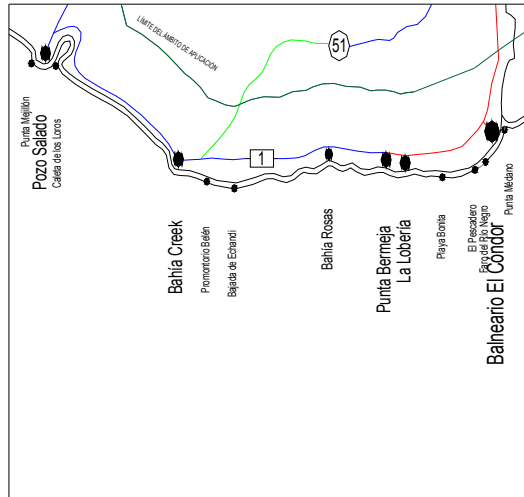 LÍMITE DEL ÁMBITO DE APLICACIÓN
51
1
Punta Mejillón
Pozo Salado
Caleta de los Loros
Bahía Creek
Promontorio Belén
Bajada de Echandi
Bahía Rosas
Punta Bermeja
La Lobería
Playa Bonita
El Pescadero
Faro del Río Negro
Balneario El Cóndor
Punta Médano